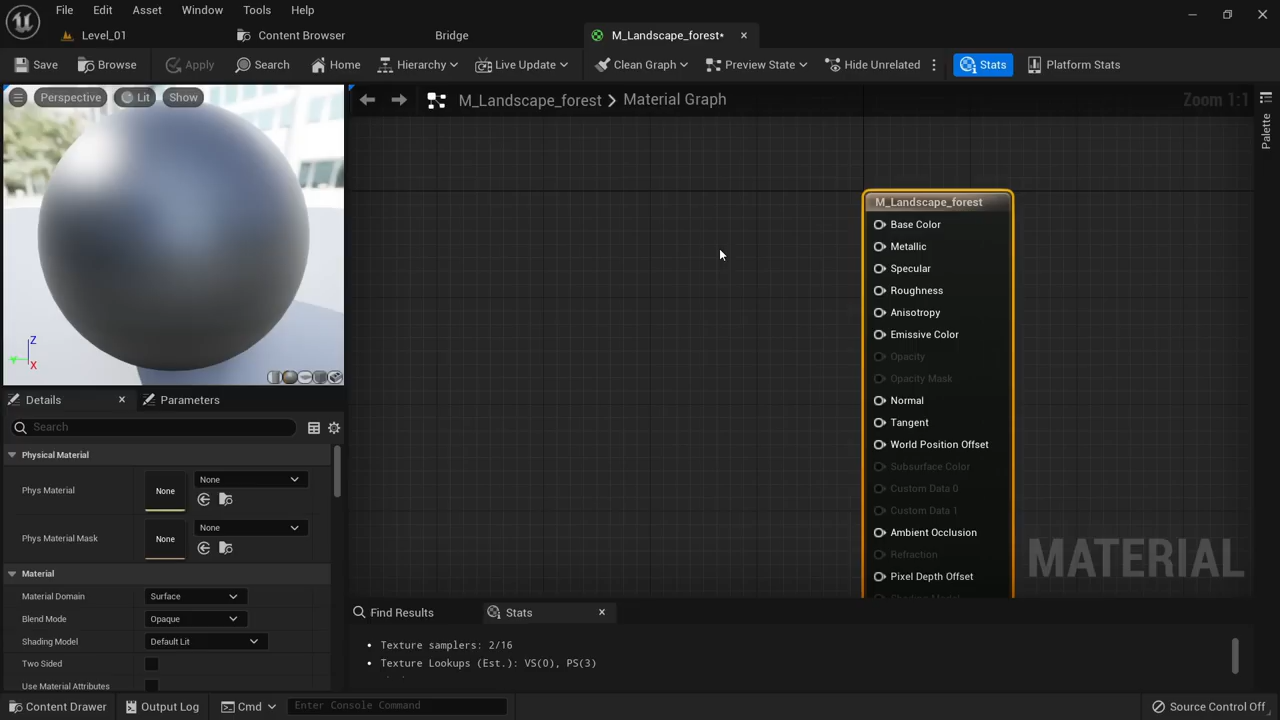 File Edit Asset Window Tools Help
Level_01 Content Browser Bridge M_Landscape_forest*
Save Browse Apply Search Home Hierarchy Live Update Clean Graph Preview State Hide Unrelated Stats Platform Stats
Perspective Lit Show
M_Landscape_forest Material Graph Zoom 1:1
Palette
M_Landscape_forest
Base Color
Metallic
Specular
Roughness
Anisotropy
Emissive Color
Opacity
Opacity Mask
Normal
Tangent
World Position Offset
Subsurface Color
Custom Data 0
Custom Data 1
Ambient Occlusion
Refraction
Pixel Depth Offset
MATERIAL
Z
Y
X
Details Parameters
Search
Physical Material
Phys Material None None
Phys Material Mask None None
Material
Material Domain Surface
Blend Mode Opaque
Shading Model Default Lit
Two Sided
Use Material Attributes
Find Results Stats
Texture samplers: 2/16
Texture Lookups (Est.): VS(0), PS(3)
Content Drawer Output Log Cmd Enter Console Command Source Control Off